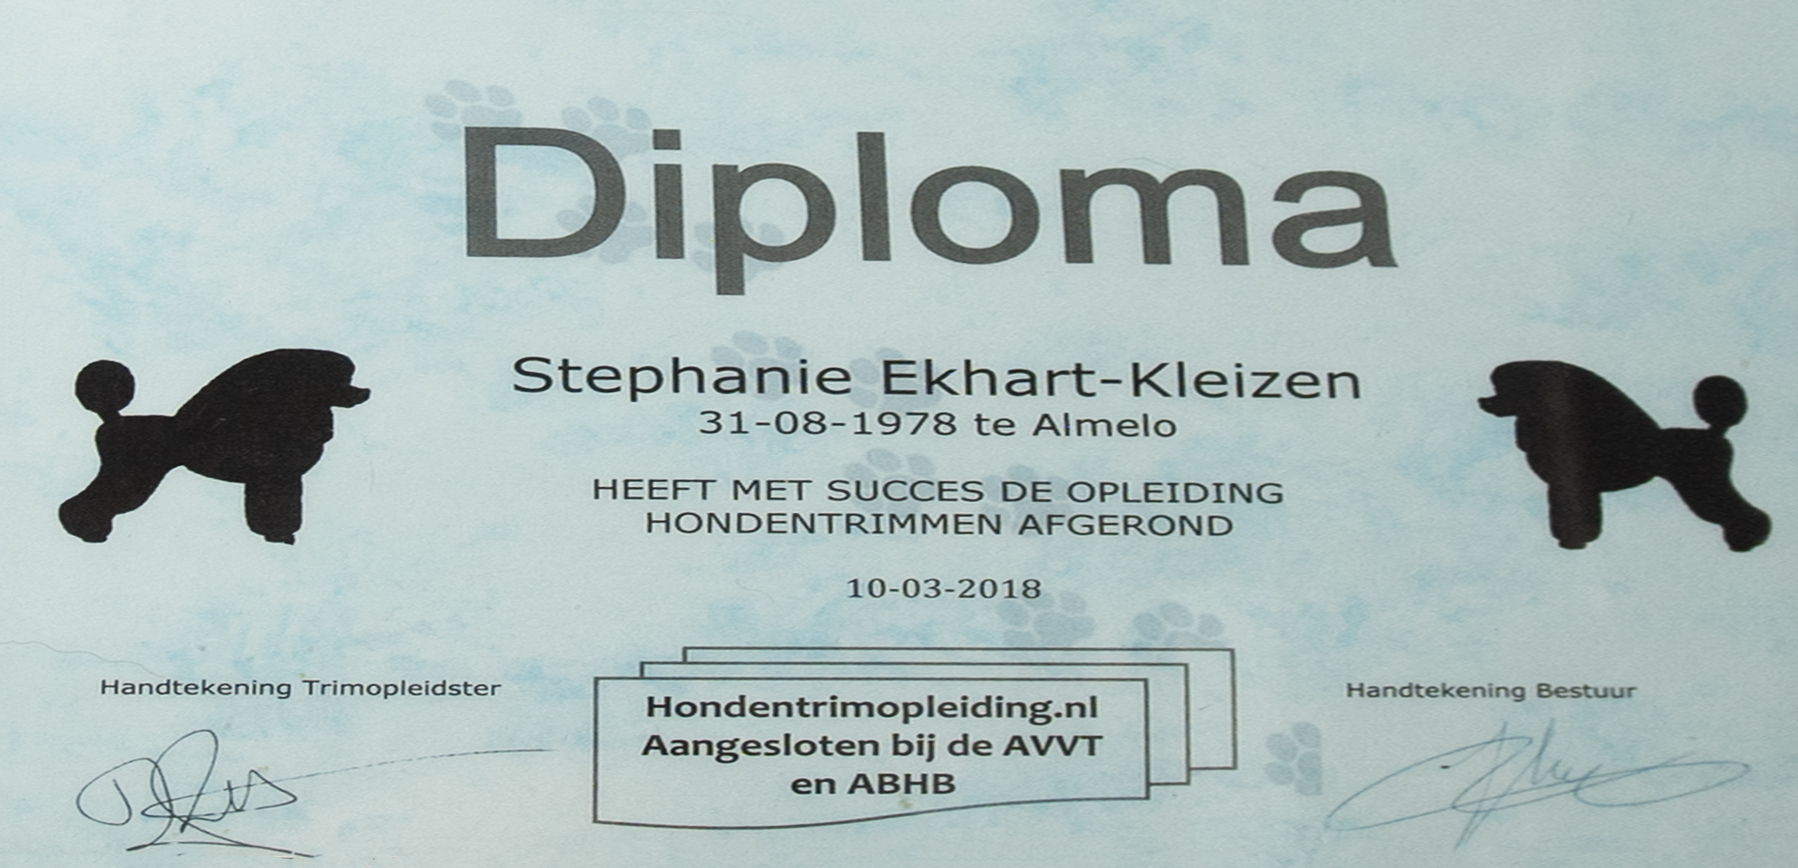 Diploma
Stephanie Ekhart-Kleizen
31-08-1978 te Almelo
HEEFT MET SUCCES DE OPLEIDING
HONDENTRIMMEN AFGEROND
10-03-2018
Handtekening Trimopleidster
Handtekening Bestuur
Hondentrimopleiding.nl
Aangesloten bij de AVVT
en ABHB